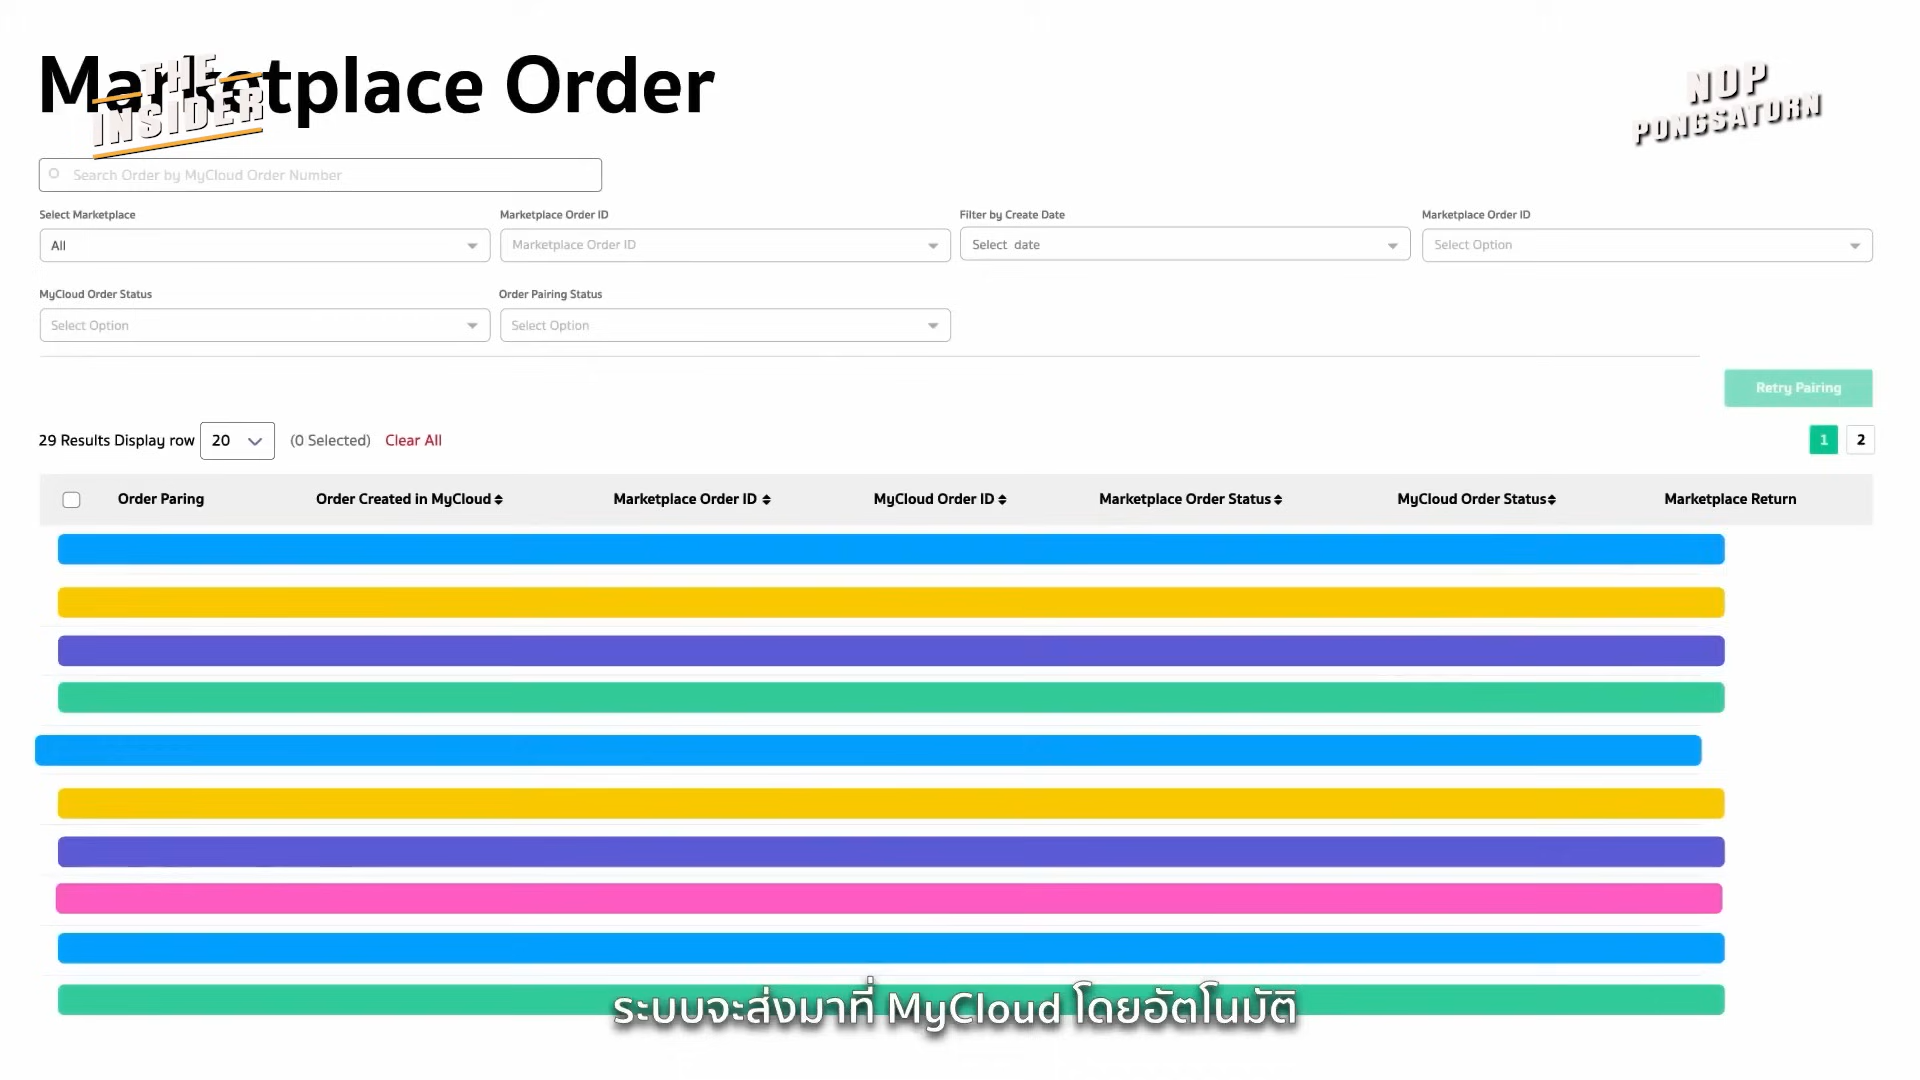 Marketplace Order
THE
INSIDER
NOP
PONGSATORN
Search Order by MyCloud Order Number
Select Marketplace
Marketplace Order ID
Filter by Create Date
Marketplace Order ID
All
Marketplace Order ID
Select date
Select Option
MyCloud Order Status
Order Pairing Status
Select Option
Select Option
Retry Pairing
29 Results Display row 20 (0 Selected) Clear All
1 2
Order Paring Order Created in MyCloud Marketplace Order ID MyCloud Order ID Marketplace Order Status MyCloud Order Status Marketplace Return
ระบบจะส่งมาที่ MyCloud โดยอัตโนมัติ